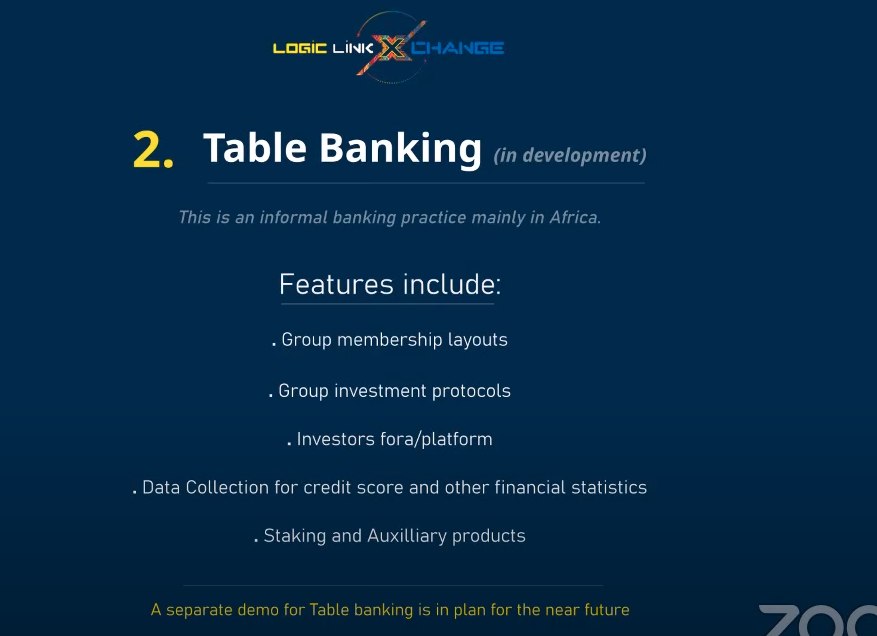 LOGIC LINK X CHANGE
2. Table Banking (in development)
This is an informal banking practice mainly in Africa.
Features include:
. Group membership layouts
. Group investment protocols
. Investors fora/platform
. Data Collection for credit score and other financial statistics
. Staking and Auxilliary products
A separate demo for Table banking is in plan for the near future